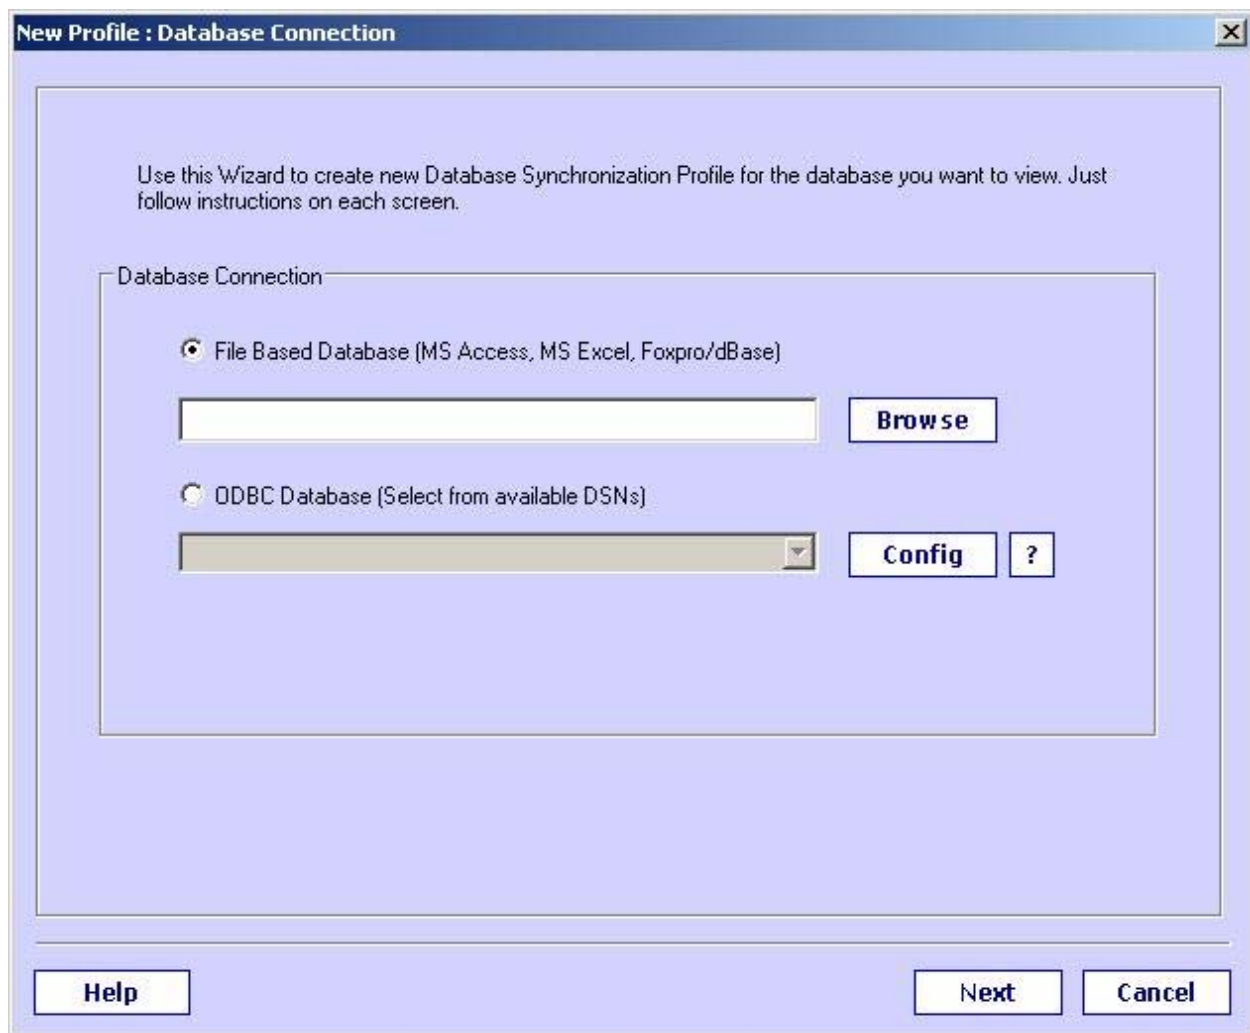 New Profile : Database Connection
Use this Wizard to create new Database Synchronization Profile for the database you want to view. Just
follow instructions on each screen.
Database Connection
File Based Database (MS Access, MS Excel, Foxpro/dBase)
Browse
ODBC Database (Select from available DSNs)
Config ?
Help Next Cancel